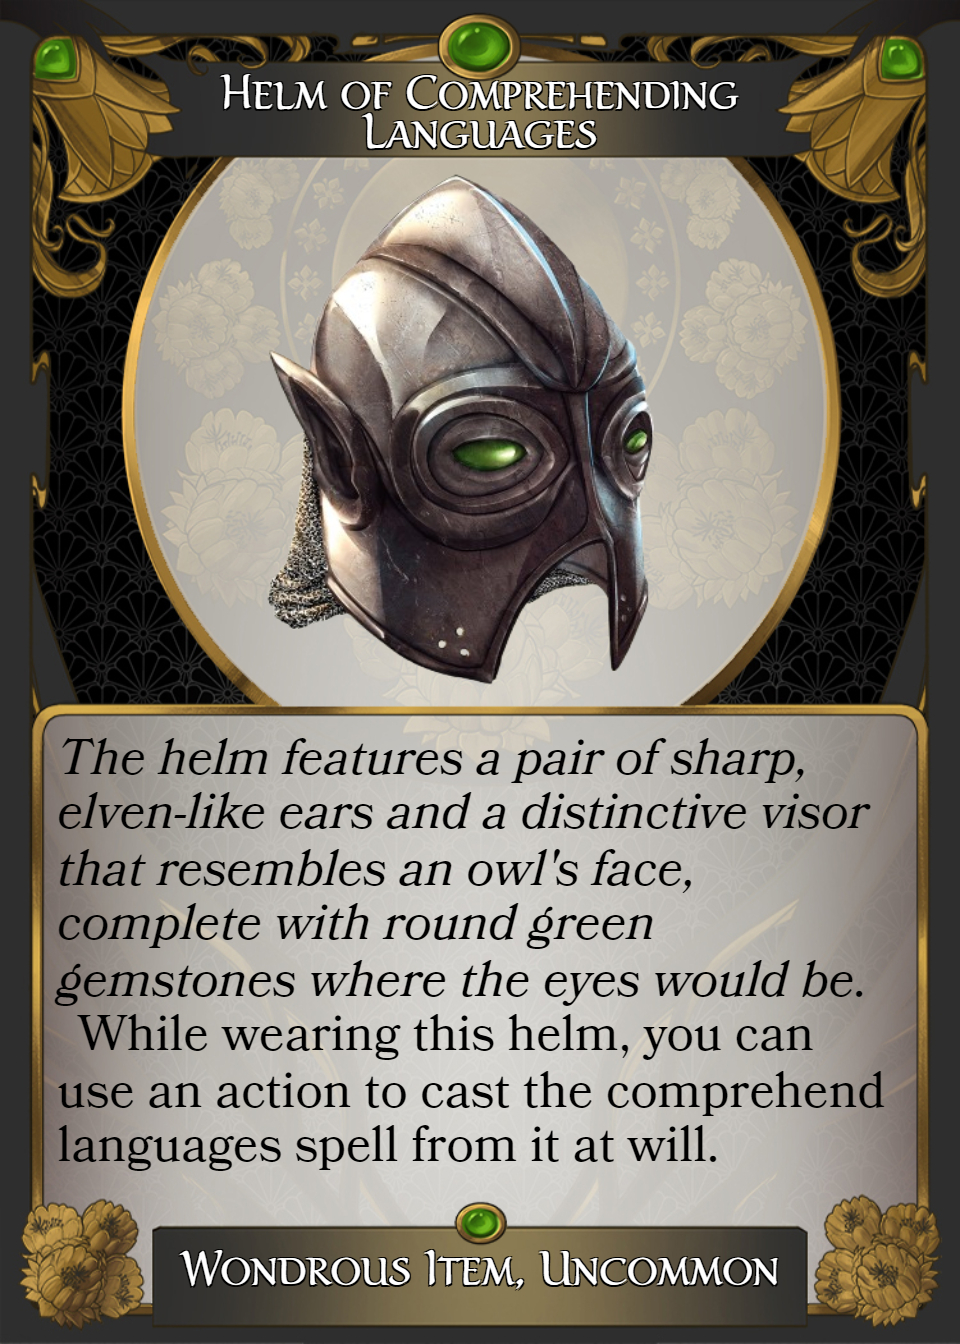 Helm of Comprehending
Languages
The helm features a pair of sharp,
elven-like ears and a distinctive visor
that resembles an owl's face,
complete with round green
gemstones where the eyes would be.
While wearing this helm, you can
use an action to cast the comprehend
languages spell from it at will.
Wondrous Item, Uncommon